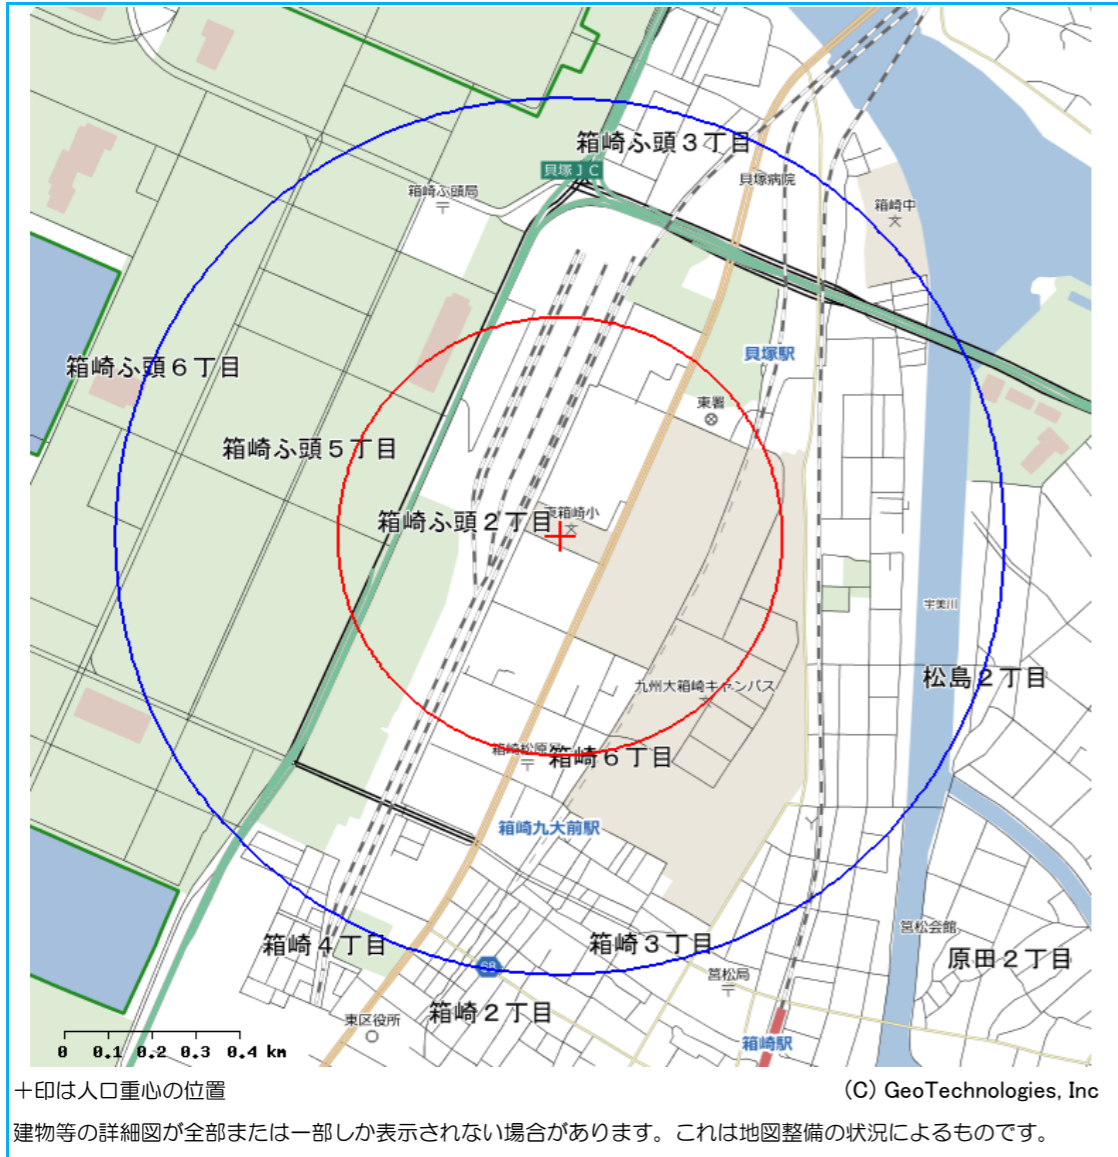 箱崎ふ頭３丁目
貝塚ＪＣ
貝塚病院
箱崎ふ頭局
箱崎中
貝塚駅
箱崎ふ頭６丁目
東署
箱崎ふ頭５丁目
箱崎ふ頭２丁目
東箱崎小
宇美川
松島２丁目
九州大箱崎キャンパス
箱崎松原局
箱崎６丁目
箱崎九大前駅
筥松会館
箱崎４丁目
箱崎３丁目
原田２丁目
68
筥松局
箱崎２丁目
東区役所
箱崎駅
0 0.1 0.2 0.3 0.4 km
＋印は人口重心の位置
(C) GeoTechnologies, Inc
建物等の詳細図が全部または一部しか表示されない場合があります。これは地図整備の状況によるものです。